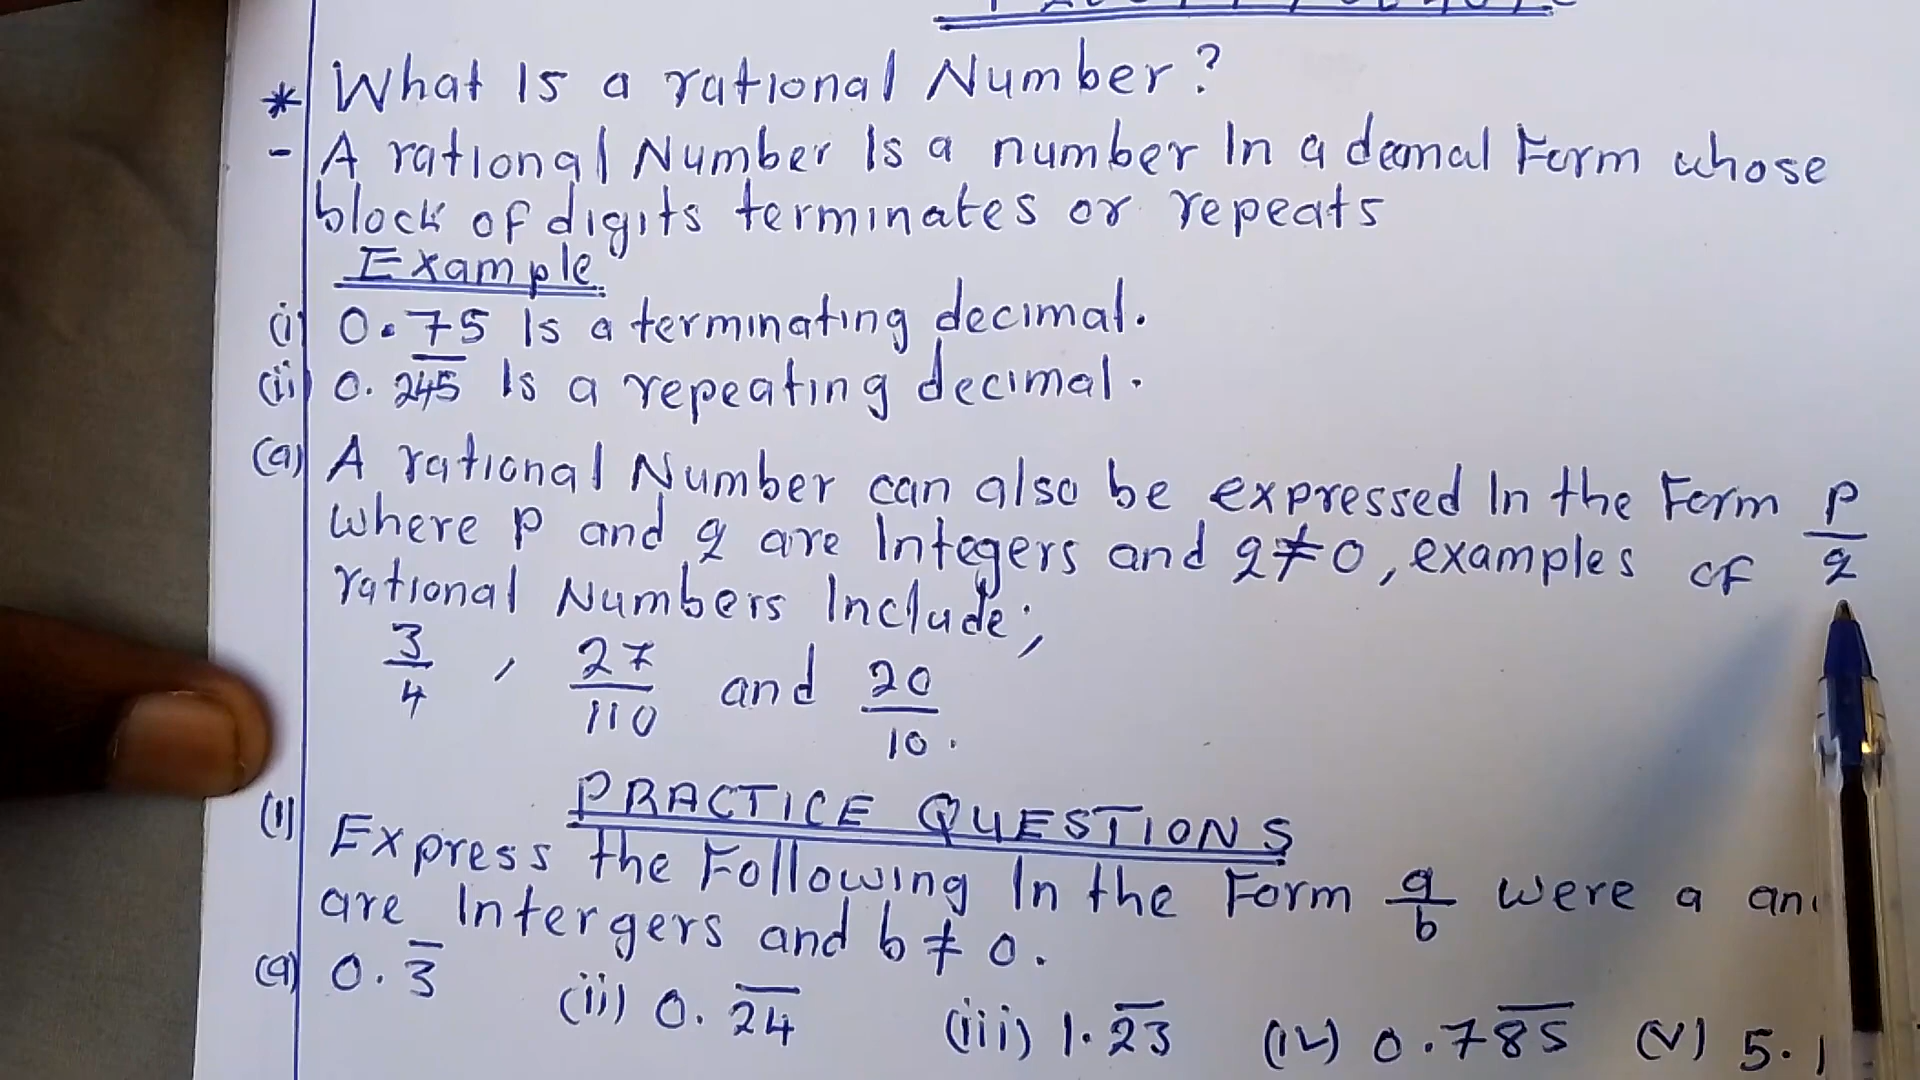 * What Is a rational Number?
- A rational Number Is a number In a decimal Form whose
block of digits terminates or repeats
Example
(i) 0.75 Is a terminating decimal.
(ii) 0.2̅4̅5̅ Is a repeating decimal.
(a) A rational Number can also be expressed In the Form p/q
where p and q are Integers and q≠0, examples of
rational Numbers Include;
3/4, 27/110 and 20/10.
PRACTICE QUESTIONS
(1) Express the Following In the Form a/b were a
are Intergers and b ≠ 0.
(a) 0.3̅ (ii) 0.2̅4̅ (iii) 1.2̅3̅ (iv) 0.78̅5̅ (v) 5.